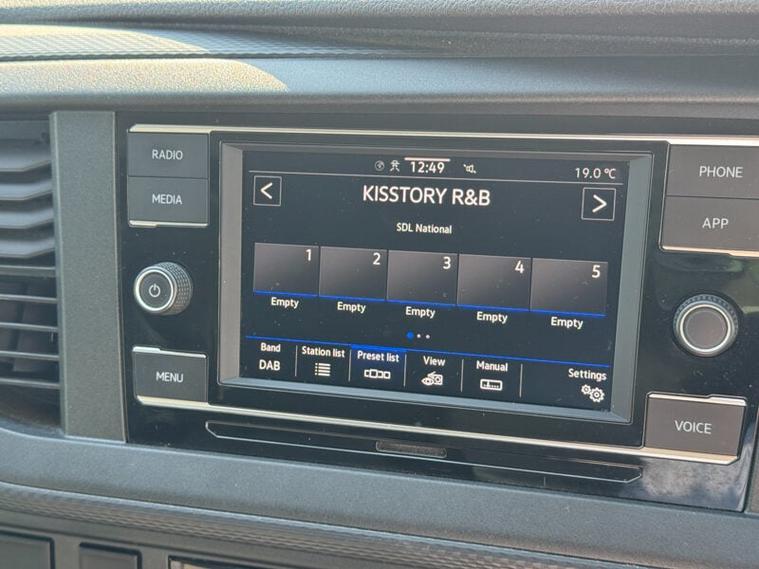 RADIO
MEDIA
MENU
12:49
19.0 °C
KISSTORY R&B
SDL National
1 2 3 4 5
Empty Empty Empty Empty Empty
Band Station list Preset list View Manual Settings
DAB
PHONE
APP
VOICE